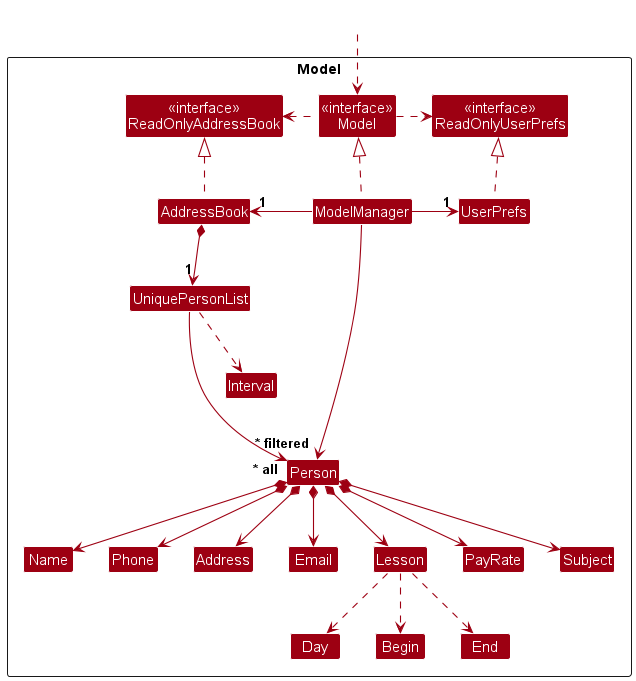 Model
«interface»
ReadOnlyAddressBook
«interface»
Model
«interface»
ReadOnlyUserPrefs
AddressBook
1
ModelManager
1
UserPrefs
1
UniquePersonList
Interval
* filtered
* all
Person
Name
Phone
Address
Email
Lesson
PayRate
Subject
Day
Begin
End